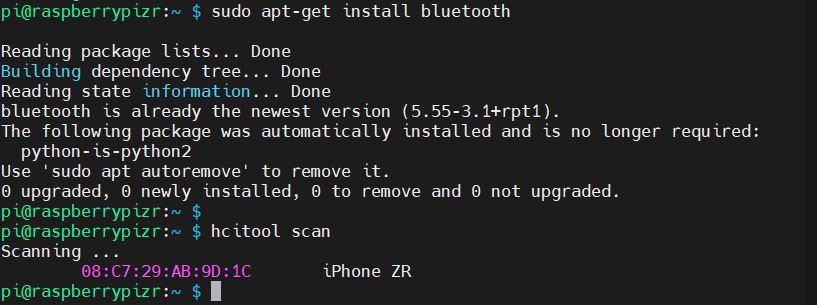 pi@raspberrypizr:~ $ sudo apt-get install bluetooth
Reading package lists... Done
Building dependency tree... Done
Reading state information... Done
bluetooth is already the newest version (5.55-3.1+rpt1).
The following package was automatically installed and is no longer required:
  python-is-python2
Use 'sudo apt autoremove' to remove it.
0 upgraded, 0 newly installed, 0 to remove and 0 not upgraded.
pi@raspberrypizr:~ $
pi@raspberrypizr:~ $ hcitool scan
Scanning ...
        08:C7:29:AB:9D:1C       iPhone ZR
pi@raspberrypizr:~ $